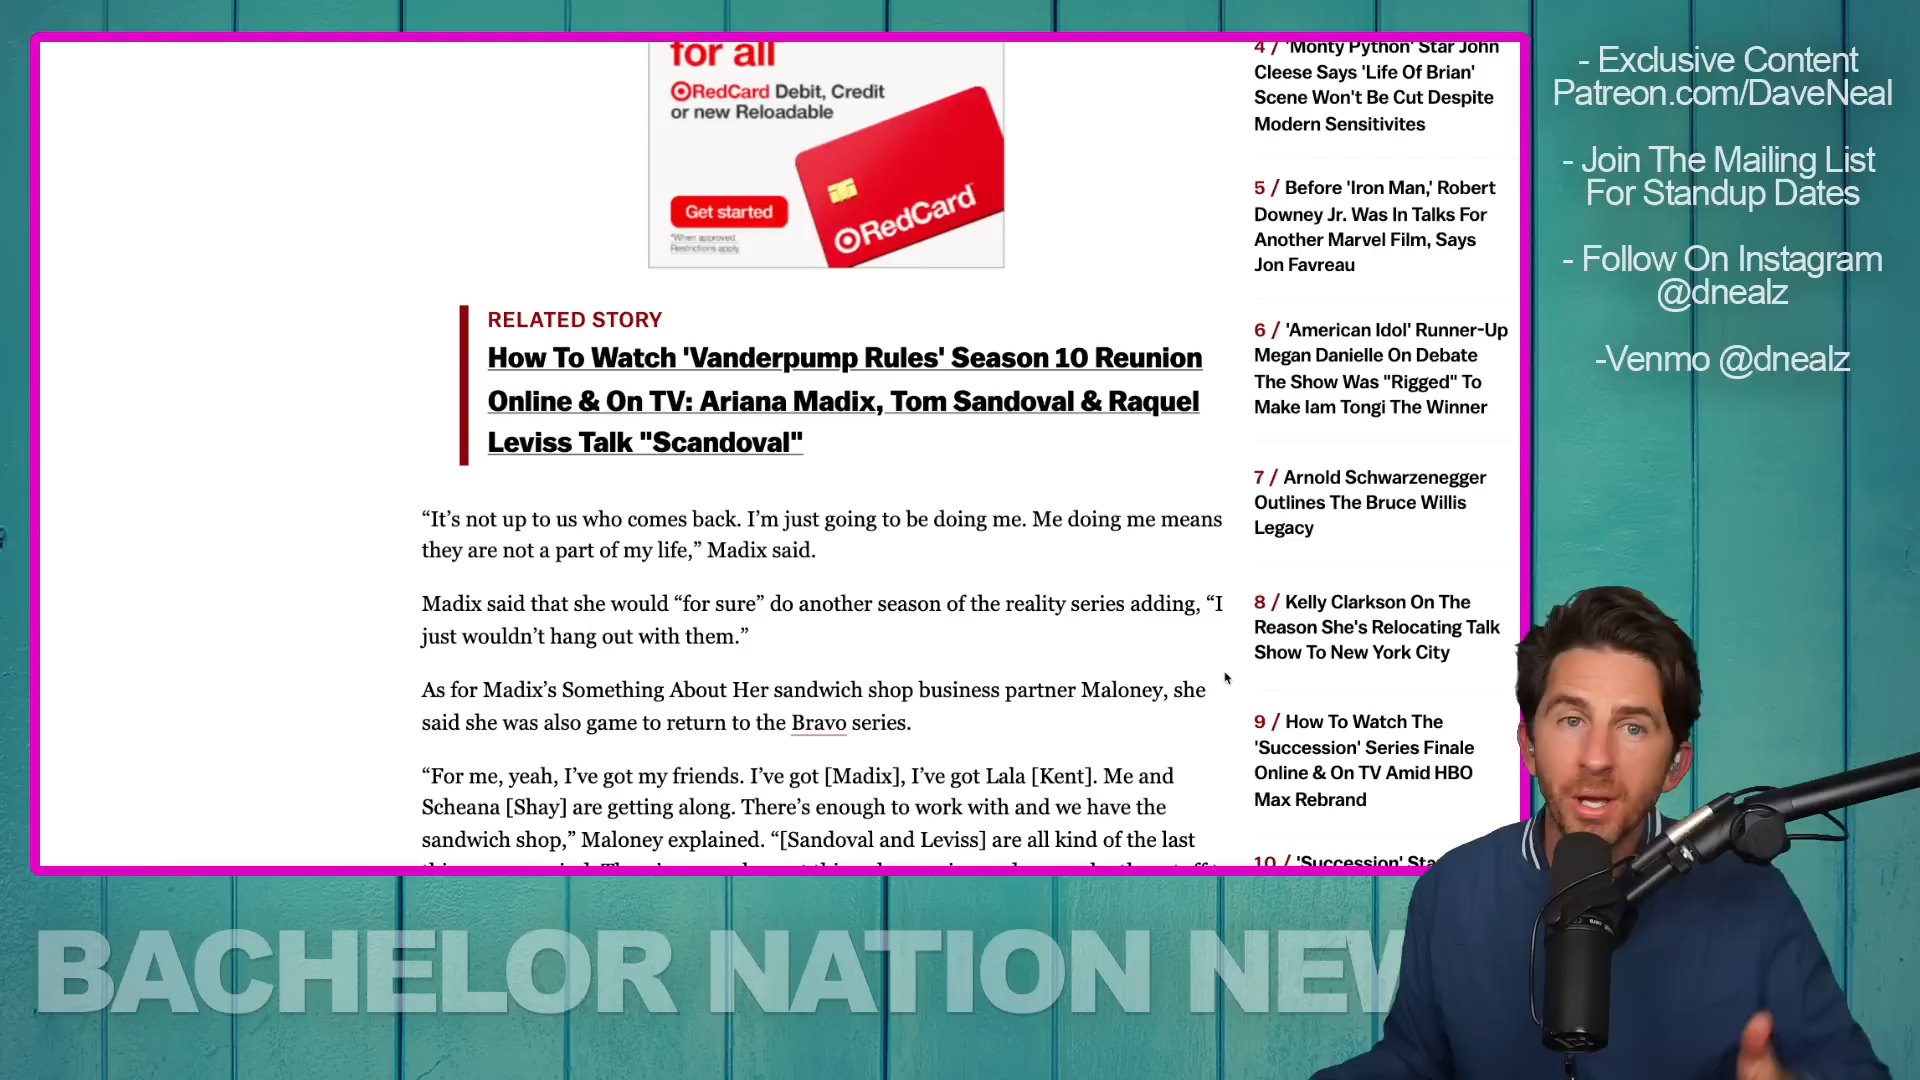 for all
RedCard Debit, Credit
or new Reloadable
Get started
*When approved.
Restrictions apply
RedCard
RELATED STORY
How To Watch 'Vanderpump Rules' Season 10 Reunion
Online & On TV: Ariana Madix, Tom Sandoval & Raquel
Leviss Talk "Scandoval"
“It’s not up to us who comes back. I’m just going to be doing me. Me doing me means
they are not a part of my life,” Madix said.
Madix said that she would “for sure” do another season of the reality series adding, “I
just wouldn’t hang out with them.”
As for Madix’s Something About Her sandwich shop business partner Maloney, she
said she was also game to return to the Bravo series.
“For me, yeah, I’ve got my friends. I’ve got [Madix], I’ve got Lala [Kent]. Me and
Scheana [Shay] are getting along. There’s enough to work with and we have the
sandwich shop,” Maloney explained. “[Sandoval and Leviss] are all kind of the last
4 / 'Monty Python' Star John
Cleese Says 'Life Of Brian'
Scene Won't Be Cut Despite
Modern Sensitivites
5 / Before 'Iron Man,' Robert
Downey Jr. Was In Talks For
Another Marvel Film, Says
Jon Favreau
6 / 'American Idol' Runner-Up
Megan Danielle On Debate
The Show Was "Rigged" To
Make Iam Tongi The Winner
7 / Arnold Schwarzenegger
Outlines The Bruce Willis
Legacy
8 / Kelly Clarkson On The
Reason She's Relocating Talk
Show To New York City
9 / How To Watch The
'Succession' Series Finale
Online & On TV Amid HBO
Max Rebrand
10 / 'Succession' Sta
- Exclusive Content
Patreon.com/DaveNeal
- Join The Mailing List
For Standup Dates
- Follow On Instagram
@dnealz
-Venmo @dnealz
BACHELOR NATION NEW